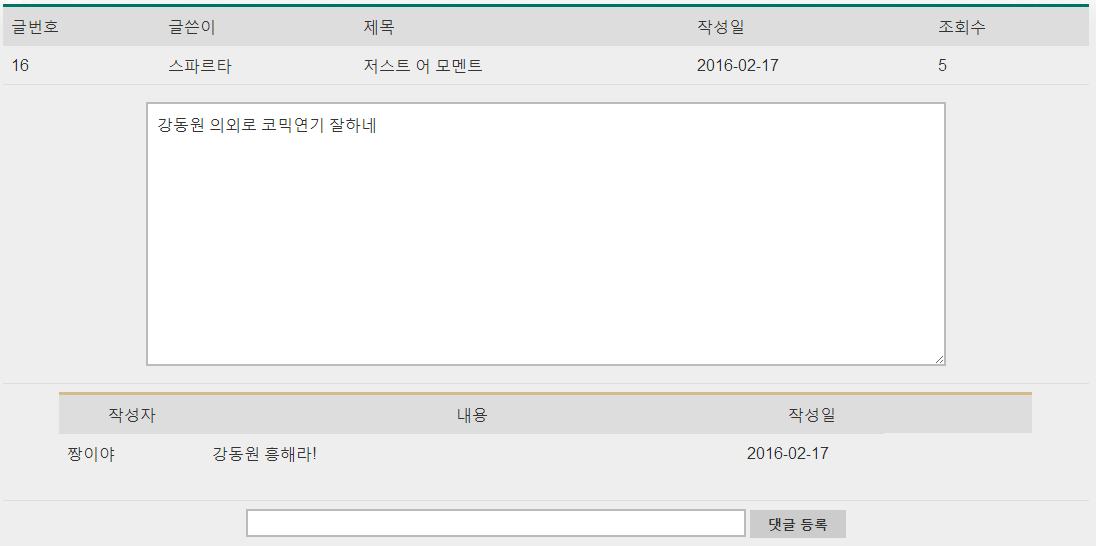 글번호 글쓴이 제목 작성일 조회수
16 스파르타 저스트 어 모멘트 2016-02-17 5
강동원 의외로 코믹연기 잘하네
작성자 내용 작성일
짱이야 강동원 흥해라! 2016-02-17
댓글 등록